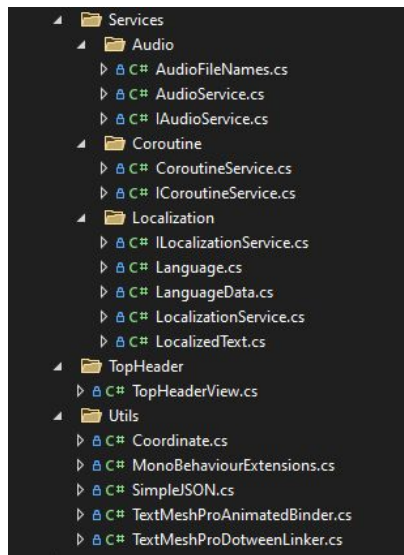 Services
Audio
C# AudioFileNames.cs
C# AudioService.cs
C# IAudioService.cs
Coroutine
C# CoroutineService.cs
C# ICoroutineService.cs
Localization
C# ILocalizationService.cs
C# Language.cs
C# LanguageData.cs
C# LocalizationService.cs
C# LocalizedText.cs
TopHeader
C# TopHeaderView.cs
Utils
C# Coordinate.cs
C# MonoBehaviourExtensions.cs
C# SimpleJSON.cs
C# TextMeshProAnimatedBinder.cs
C# TextMeshProDotweenLinker.cs